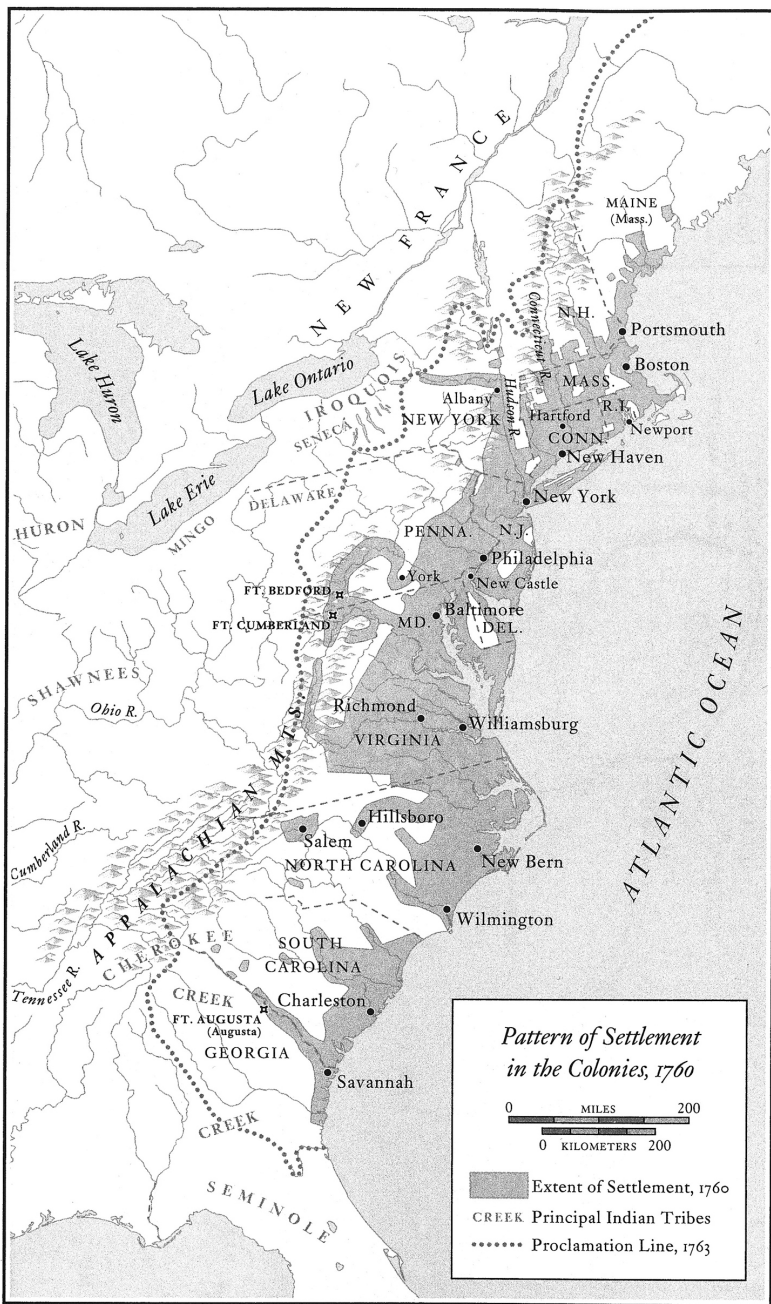 NEW FRANCE
MAINE
(Mass.)
Lake Huron
Lake Ontario
Connecticut R.
N.H.
Portsmouth
Boston
MASS.
IROQUOIS
SENECA
Albany
NEW YORK
Hudson R.
Hartford
R.I.
CONN.
Newport
New Haven
Lake Erie
HURON
MINGO
DELAWARE
New York
PENNA.
N.J.
Philadelphia
York
New Castle
FT. BEDFORD
FT. CUMBERLAND
MD.
Baltimore
DEL.
SHAWNEES
Ohio R.
Richmond
Williamsburg
VIRGINIA
ATLANTIC OCEAN
APPALACHIAN MTS.
Cumberland R.
Hillsboro
Salem
NORTH CAROLINA
New Bern
Wilmington
CHEROKEE
Tennessee R.
SOUTH
CAROLINA
CREEK
Charleston
FT. AUGUSTA
(Augusta)
GEORGIA
Savannah
CREEK
SEMINOLE
Pattern of Settlement
in the Colonies, 1760
0 MILES 200
0 KILOMETERS 200
Extent of Settlement, 1760
CREEK Principal Indian Tribes
Proclamation Line, 1763